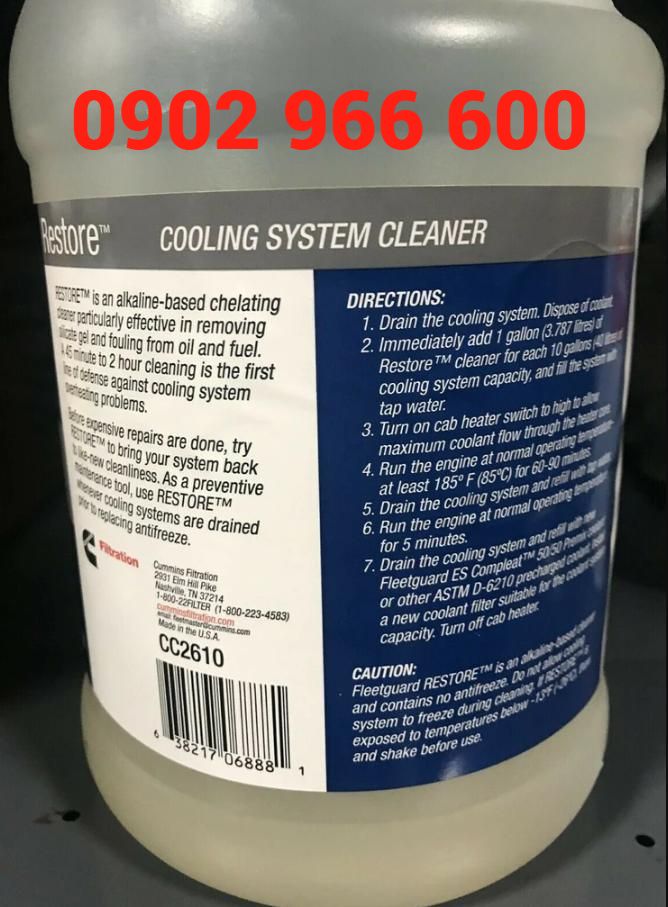 0902 966 600
Restore™ COOLING SYSTEM CLEANER
RESTORE™ is an alkaline-based chelating
cleaner particularly effective in removing
silicate gel and fouling from oil and fuel.
A 45 minute to 2 hour cleaning is the first
line of defense against cooling system
overheating problems.
Before expensive repairs are done, try
RESTORE™ to bring your system back
to like-new cleanliness. As a preventive
maintenance tool, use RESTORE™
whenever cooling systems are drained
prior to replacing antifreeze.
Filtration
Cummins Filtration
2931 Elm Hill Pike
Nashville, TN 37214
1-800-22FILTER (1-800-223-4583)
cumminsfiltration.com
email: fleetmaster@cummins.com
Made in the U.S.A.
CC2610
6 38217 06888 1
DIRECTIONS:
1. Drain the cooling system. Dispose of coolant.
2. Immediately add 1 gallon (3.787 litres) of
Restore™ cleaner for each 10 gallons (40 litres) of
cooling system capacity, and fill the system with
tap water.
3. Turn on cab heater switch to high to allow
maximum coolant flow through the heater core.
4. Run the engine at normal operating temperature
at least 185° F (85°C) for 60-90 minutes.
5. Drain the cooling system and refill with tap water.
6. Run the engine at normal operating temperature
for 5 minutes.
7. Drain the cooling system and refill with new
Fleetguard ES Compleat™ 50/50 Premix
or other ASTM D-6210 precharged coolant.
a new coolant filter suitable for the coolant
capacity. Turn off cab heater.
CAUTION:
Fleetguard RESTORE™ is an alkaline-based cleaner
and contains no antifreeze. Do not allow cooling
system to freeze during cleaning. If RESTORE™ is
exposed to temperatures below -13°F
and shake before use.